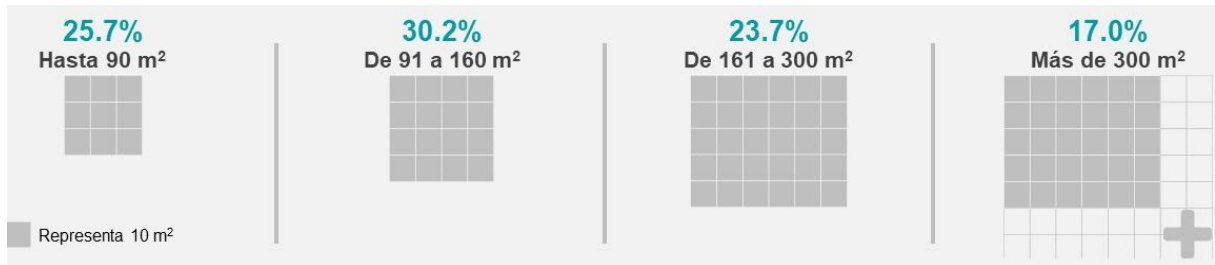 25.7%
Hasta 90 m²
30.2%
De 91 a 160 m²
23.7%
De 161 a 300 m²
17.0%
Más de 300 m²
Representa 10 m²